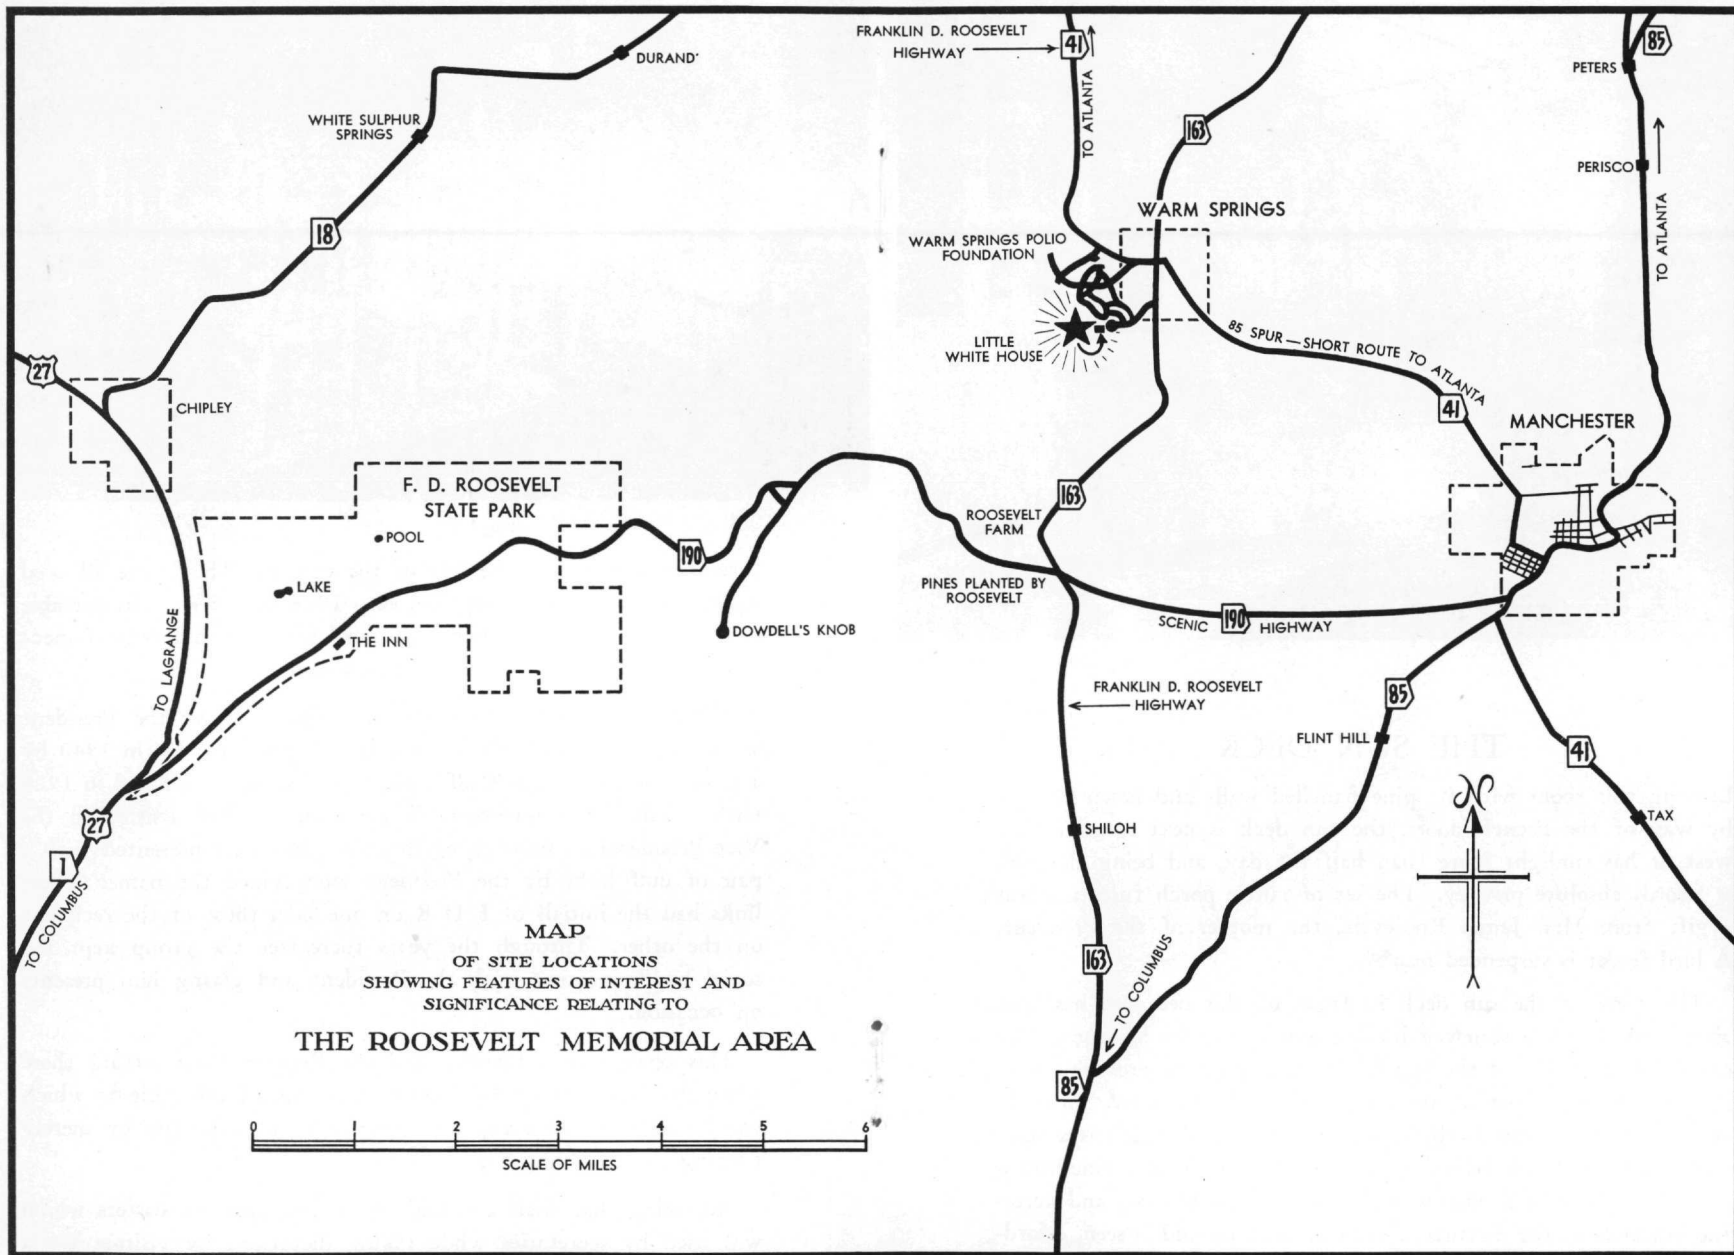 FRANKLIN D. ROOSEVELT
HIGHWAY
41
TO ATLANTA
85
PETERS
DURAND
WHITE SULPHUR
SPRINGS
163
PERISCO
TO ATLANTA
18
WARM SPRINGS
WARM SPRINGS POLIO
FOUNDATION
LITTLE
WHITE HOUSE
85 SPUR—SHORT ROUTE TO ATLANTA
27
CHIPLEY
41
MANCHESTER
F. D. ROOSEVELT
STATE PARK
POOL
LAKE
THE INN
190
DOWDELL'S KNOB
163
ROOSEVELT
FARM
PINES PLANTED BY
ROOSEVELT
SCENIC
190
HIGHWAY
TO LAGRANGE
FRANKLIN D. ROOSEVELT
HIGHWAY
85
FLINT HILL
41
TAX
N
SHILOH
27
1
TO COLUMBUS
163
TO COLUMBUS
85
MAP
OF SITE LOCATIONS
SHOWING FEATURES OF INTEREST AND
SIGNIFICANCE RELATING TO
THE ROOSEVELT MEMORIAL AREA
0 1 2 3 4 5 6
SCALE OF MILES